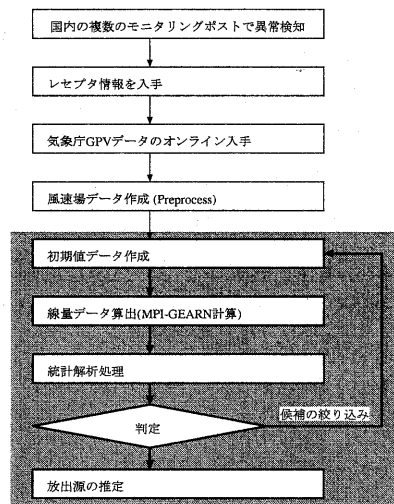 国内の複数のモニタリングポストで異常検知
レセプタ情報を入手
気象庁GPVデータのオンライン入手
風速場データ作成 (Preprocess)
初期値データ作成
線量データ算出(MPI-GEARN計算)
統計解析処理
候補の絞り込み
判定
放出源の推定